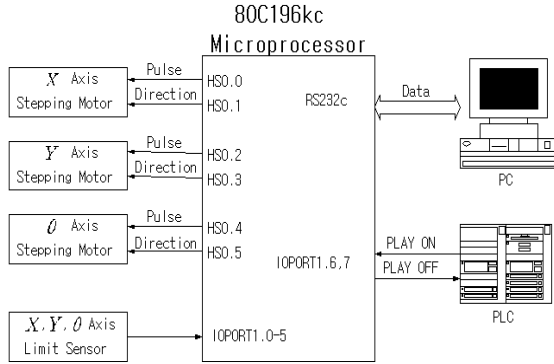 80C196kc
Microprocessor
X Axis
Stepping Motor
Pulse
Direction
HSO.0
HSO.1
RS232c
Data
PC
Y Axis
Stepping Motor
Pulse
Direction
HSO.2
HSO.3
θ Axis
Stepping Motor
Pulse
Direction
HSO.4
HSO.5
IOPORT1.6,7
PLAY ON
PLAY OFF
PLC
X,Y,θ Axis
Limit Sensor
IOPORT1.0-5